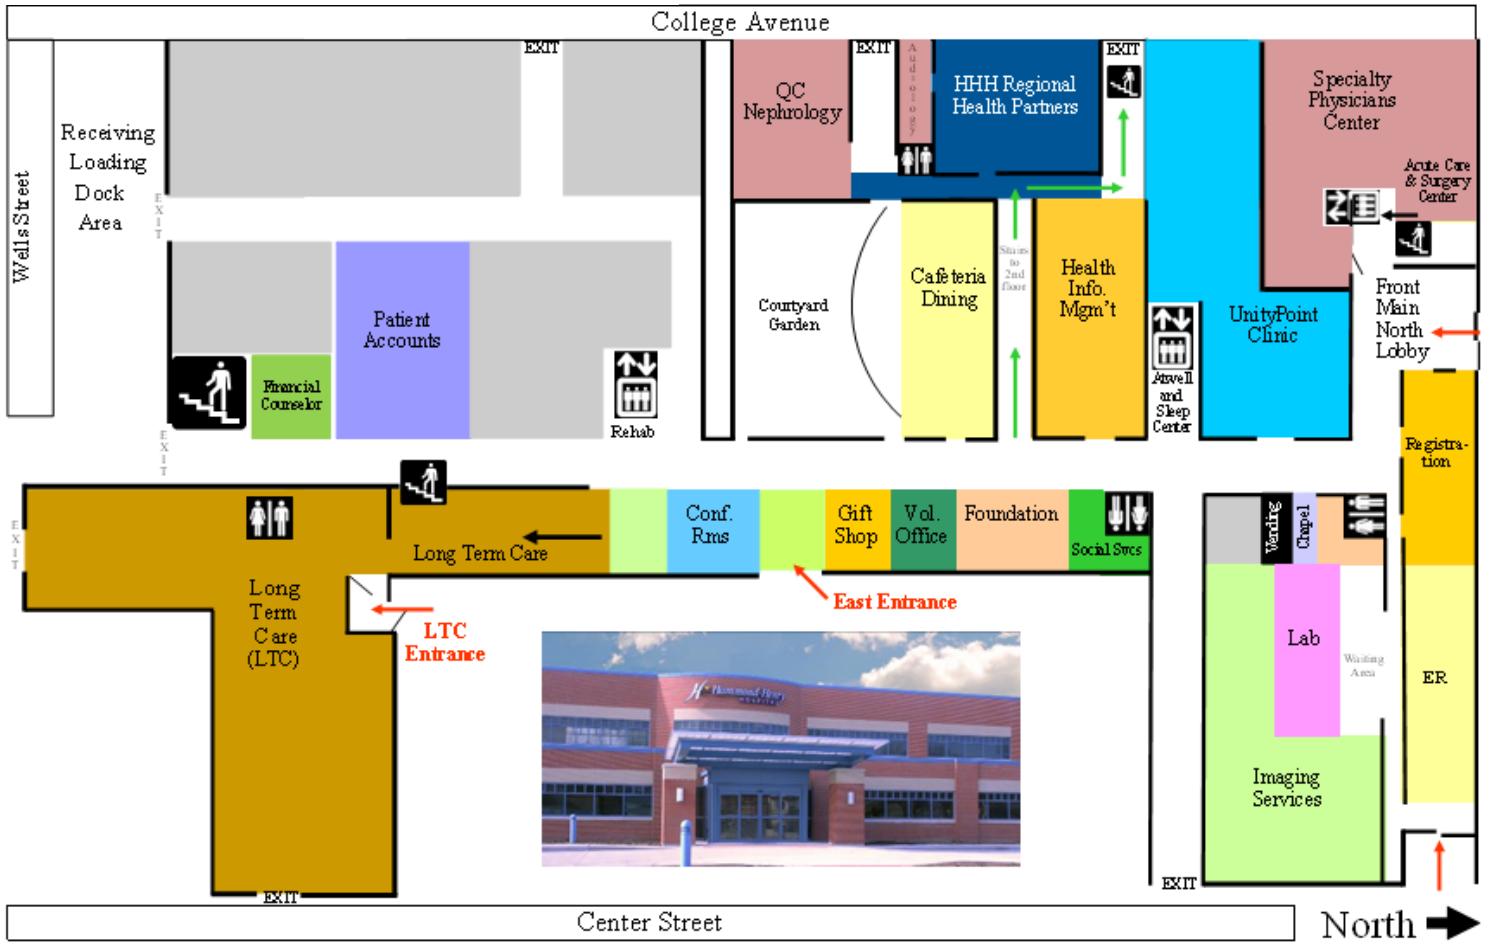 College Avenue
Wells Street
Receiving
Loading
Dock
Area
EXIT
EXIT
EXIT
EXIT
EXIT
EXIT
QC
Nephrology
Audiology
HHH Regional
Health Partners
Specialty
Physicians
Center
Acute Care
& Surgery
Center
Patient
Accounts
Financial
Counselor
Rehab
Courtyard
Garden
Cafeteria
Dining
Stairs
to
2nd
floor
Health
Info.
Mgm't
Atwell
and
Sleep
Center
UnityPoint
Clinic
Front
Main
North
Lobby
Registra-
tion
Long Term Care
Conf.
Rms
Gift
Shop
Vol.
Office
Foundation
Social Svcs
Vending
Chapel
East Entrance
Long
Term
Care
(LTC)
LTC
Entrance
Hammond-Henry
Lab
Waiting
Area
ER
Imaging
Services
EXIT
EXIT
Center Street
North